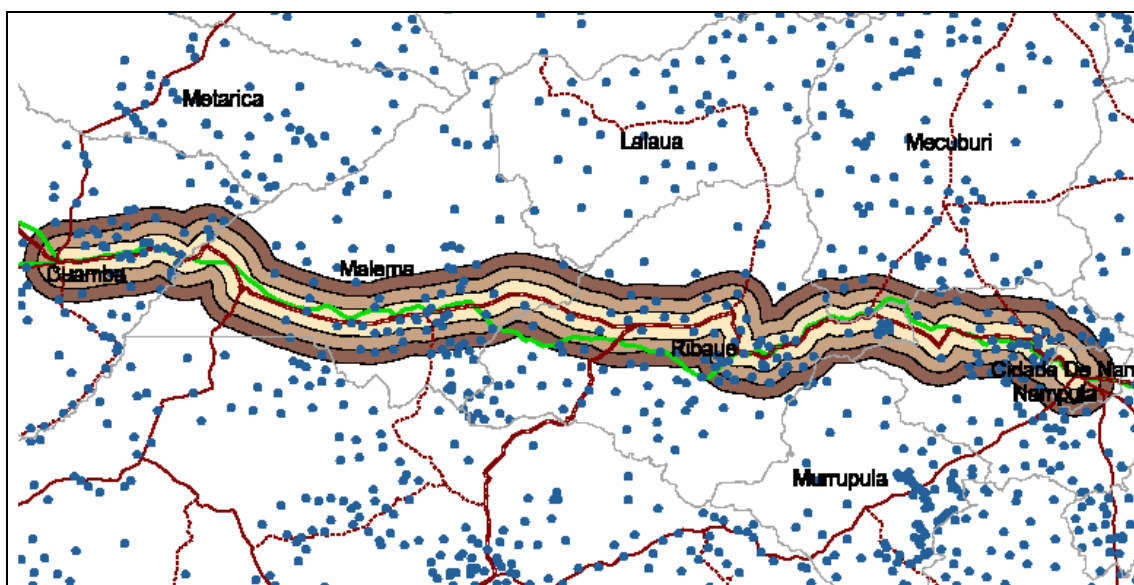 Metarica
Lalaua
Mecuburi
Cuamba
Malema
Ribaue
Cidade De Nam
Nampula
Murrupula